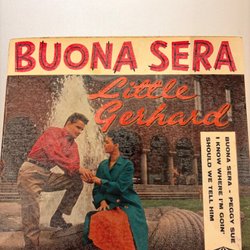 BUONA SERA
Little
Gerhard
BUONA SERA - PEGGY SUE
I KNOW WHERE I'M GOIN'
SHOULD WE TELL HIM